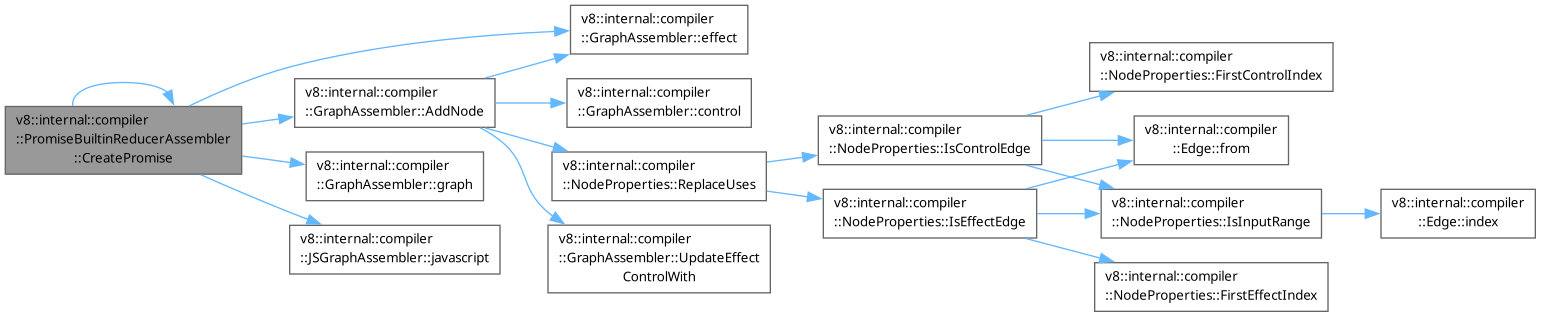 v8::internal::compiler
::PromiseBuiltinReducerAssembler
::CreatePromise
v8::internal::compiler
::GraphAssembler::AddNode
v8::internal::compiler
::GraphAssembler::graph
v8::internal::compiler
::JSGraphAssembler::javascript
v8::internal::compiler
::GraphAssembler::effect
v8::internal::compiler
::GraphAssembler::control
v8::internal::compiler
::NodeProperties::ReplaceUses
v8::internal::compiler
::GraphAssembler::UpdateEffect
ControlWith
v8::internal::compiler
::NodeProperties::IsControlEdge
v8::internal::compiler
::NodeProperties::IsEffectEdge
v8::internal::compiler
::NodeProperties::FirstControlIndex
v8::internal::compiler
::Edge::from
v8::internal::compiler
::NodeProperties::IsInputRange
v8::internal::compiler
::NodeProperties::FirstEffectIndex
v8::internal::compiler
::Edge::index